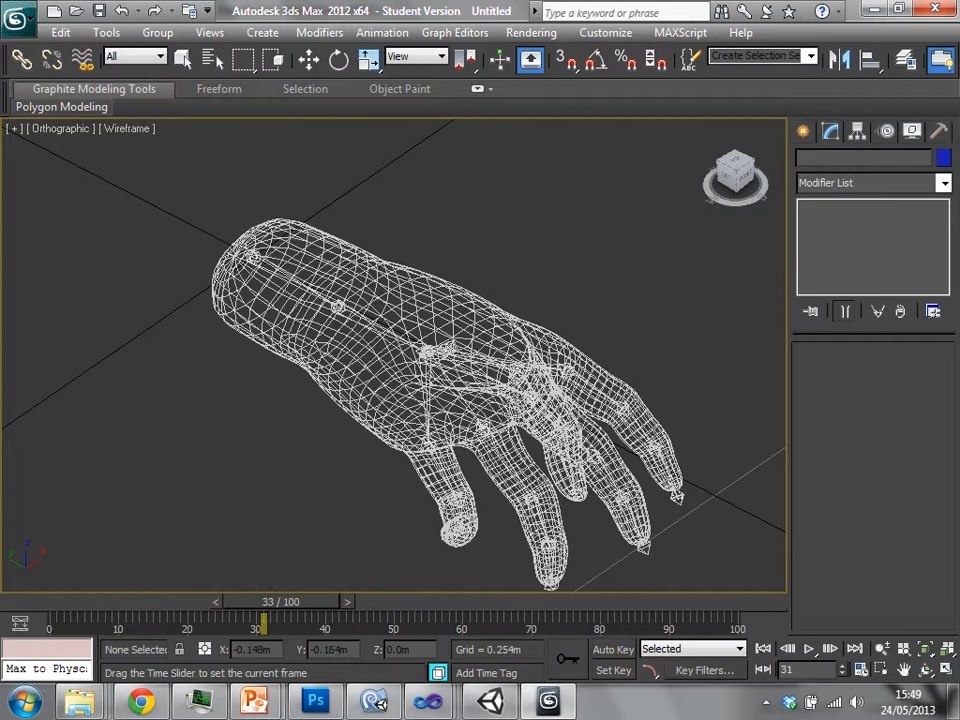 Autodesk 3ds Max 2012 x64 - Student Version Untitled
Type a keyword or phrase
Edit Tools Group Views Create Modifiers Animation Graph Editors Rendering Customize MAXScript Help
All View 3 Create Selection Se
Graphite Modeling Tools Freeform Selection Object Paint
Polygon Modeling
[ + ] [ Orthographic ] [ Wireframe ]
Modifier List
z
y x
< 33 / 100 >
0 10 20 30 40 50 60 70 80 90 100
None Selected X: -0.148m Y: -0.164m Z: 0.0m Grid = 0.254m Auto Key Selected
Max to Physc: Drag the Time Slider to set the current frame Add Time Tag Set Key Key Filters... 31
15:49
24/05/2013